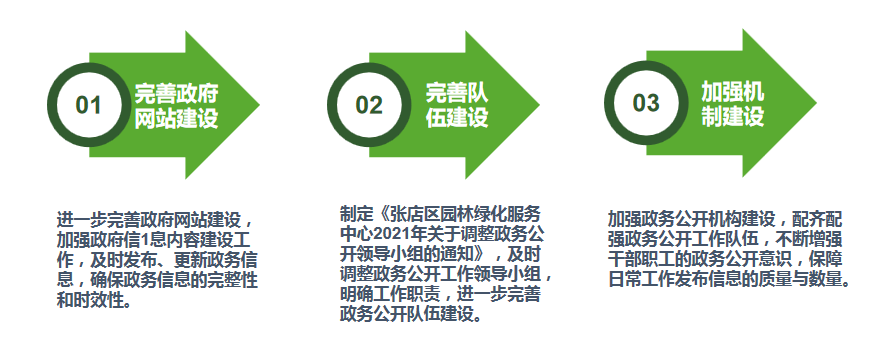 01
完善政府
网站建设
进一步完善政府网站建设，
加强政府信1息内容建设工
作，及时发布、更新政务信
息，确保政务信息的完整性
和时效性。
02
完善队
伍建设
制定《张店区园林绿化服务
中心2021年关于调整政务公
开领导小组的通知》，及时
调整政务公开工作领导小组，
明确工作职责，进一步完善
政务公开队伍建设。
03
加强机
制建设
加强政务公开机构建设，配齐配
强政务公开工作队伍，不断增强
干部职工的政务公开意识，保障
日常工作发布信息的质量与数量。